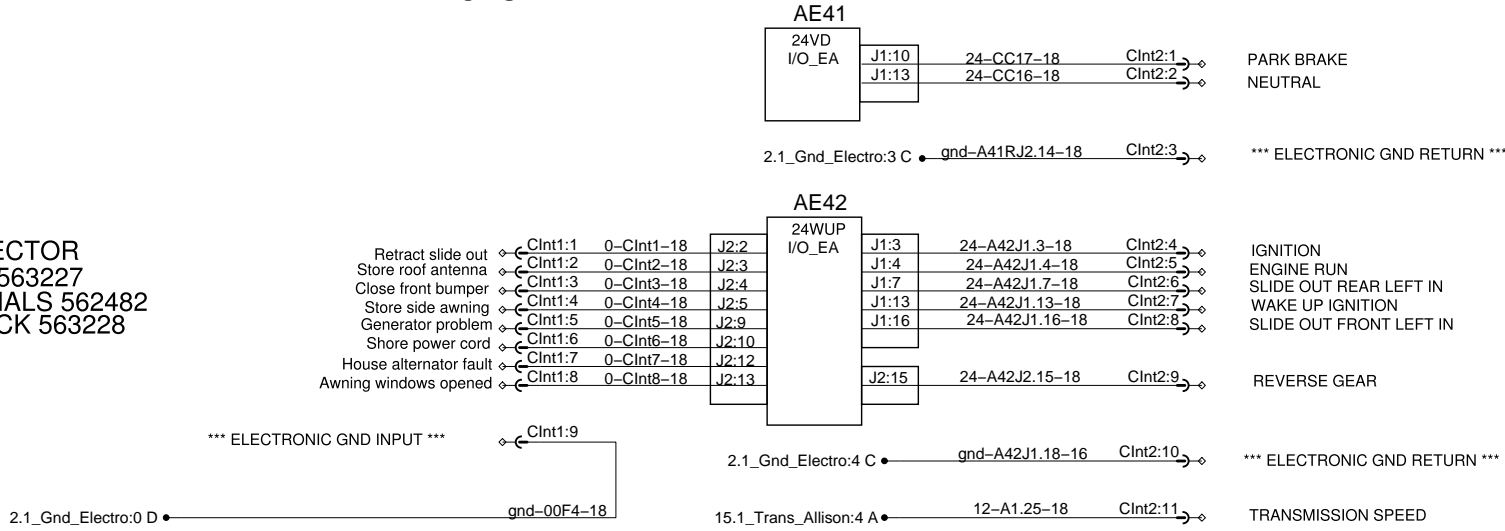 AE41
24VD
I/O_EA
J1:10 24–CC17–18 CInt2:1 PARK BRAKE
J1:13 24–CC16–18 CInt2:2 NEUTRAL
2.1_Gnd_Electro:3 C gnd–A41RJ2.14–18 CInt2:3 *** ELECTRONIC GND RETURN ***
AE42
24WUP
I/O_EA
ECTOR
563227
IALS 562482
CK 563228
Retract slide out CInt1:1 0–CInt1–18 J2:2
Store roof antenna CInt1:2 0–CInt2–18 J2:3
Close front bumper CInt1:3 0–CInt3–18 J2:4
Store side awning CInt1:4 0–CInt4–18 J2:5
Generator problem CInt1:5 0–CInt5–18 J2:9
Shore power cord CInt1:6 0–CInt6–18 J2:10
House alternator fault CInt1:7 0–CInt7–18 J2:12
Awning windows opened CInt1:8 0–CInt8–18 J2:13
J1:3 24–A42J1.3–18 CInt2:4 IGNITION
J1:4 24–A42J1.4–18 CInt2:5 ENGINE RUN
J1:7 24–A42J1.7–18 CInt2:6 SLIDE OUT REAR LEFT IN
J1:13 24–A42J1.13–18 CInt2:7 WAKE UP IGNITION
J1:16 24–A42J1.16–18 CInt2:8 SLIDE OUT FRONT LEFT IN
J2:15 24–A42J2.15–18 CInt2:9 REVERSE GEAR
*** ELECTRONIC GND INPUT *** CInt1:9
2.1_Gnd_Electro:4 C gnd–A42J1.18–16 CInt2:10 *** ELECTRONIC GND RETURN ***
2.1_Gnd_Electro:0 D gnd–00F4–18
15.1_Trans_Allison:4 A 12–A1.25–18 CInt2:11 TRANSMISSION SPEED